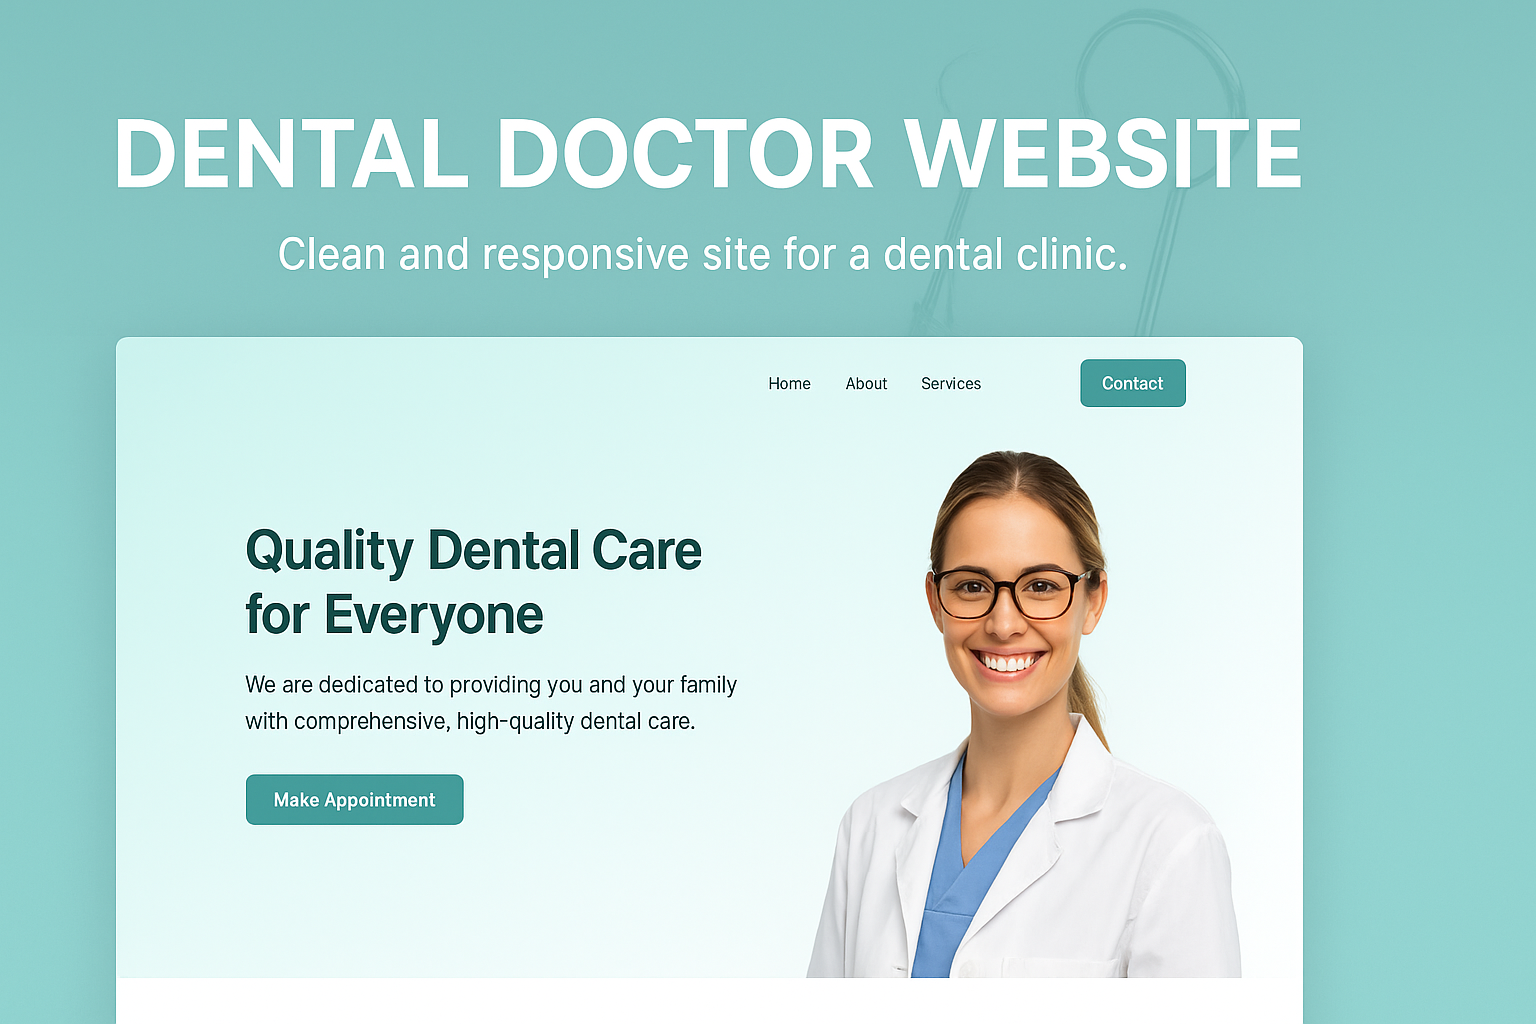 DENTAL DOCTOR WEBSITE
Clean and responsive site for a dental clinic.
Home About Services Contact
Quality Dental Care
for Everyone
We are dedicated to providing you and your family
with comprehensive, high-quality dental care.
Make Appointment